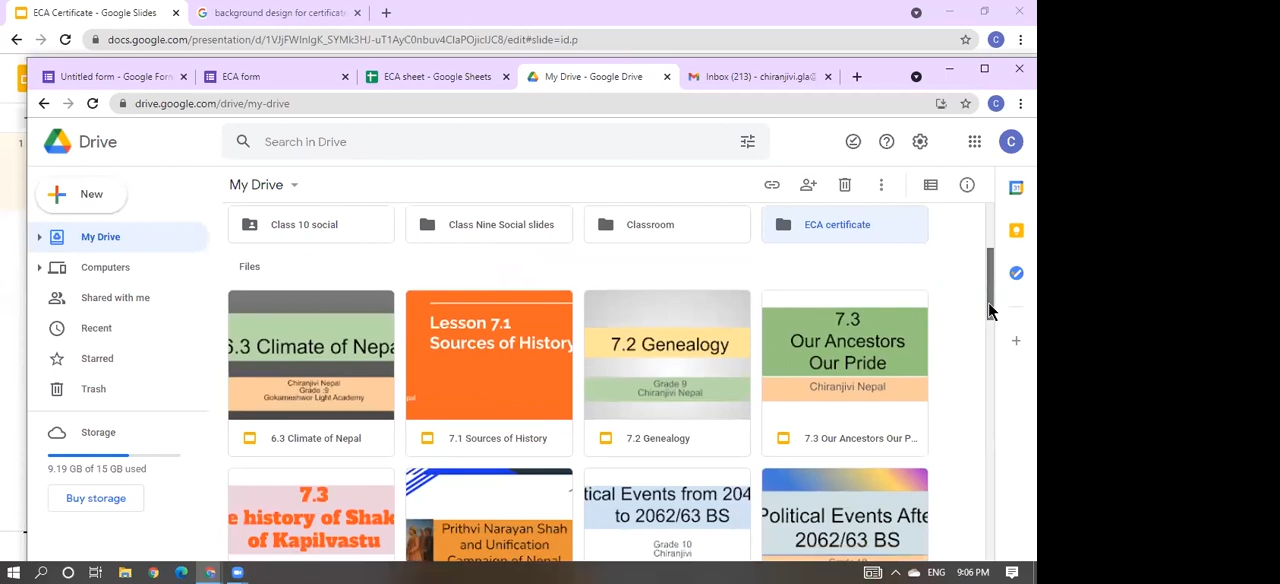 ECA Certificate - Google Slides
background design for certificate
docs.google.com/presentation/d/1VJjFWInIgK_SYMk3HJ-uT1AyC0nbuv4CIaPOjicIJC8/edit#slide=id.p
C
Untitled form - Google Form
ECA form
ECA sheet - Google Sheets
My Drive - Google Drive
Inbox (213) - chiranjivi.gla@
drive.google.com/drive/my-drive
C
Drive
Search in Drive
C
New
My Drive
My Drive
Computers
Shared with me
Recent
Starred
Trash
Storage
9.19 GB of 15 GB used
Buy storage
1
Class 10 social
Class Nine Social slides
Classroom
ECA certificate
Files
6.3 Climate of Nepa
Chiranjivi Nepal
Grade :9
Gokarneshwor Light Academy
6.3 Climate of Nepal
Lesson 7.1
Sources of History
pal
7.1 Sources of History
7.2 Genealogy
Grade 9
Chiranjivi Nepal
7.2 Genealogy
7.3
Our Ancestors
Our Pride
Chiranjivi Nepal
7.3 Our Ancestors Our P...
7.3
e history of Shak
of Kapilvastu
Prithvi Narayan Shah
and Unification
Campaign of Nepal
tical Events from 204
to 2062/63 BS
Grade 10
Chiranjivi
Political Events Afte
2062/63 BS
ENG
9:06 PM